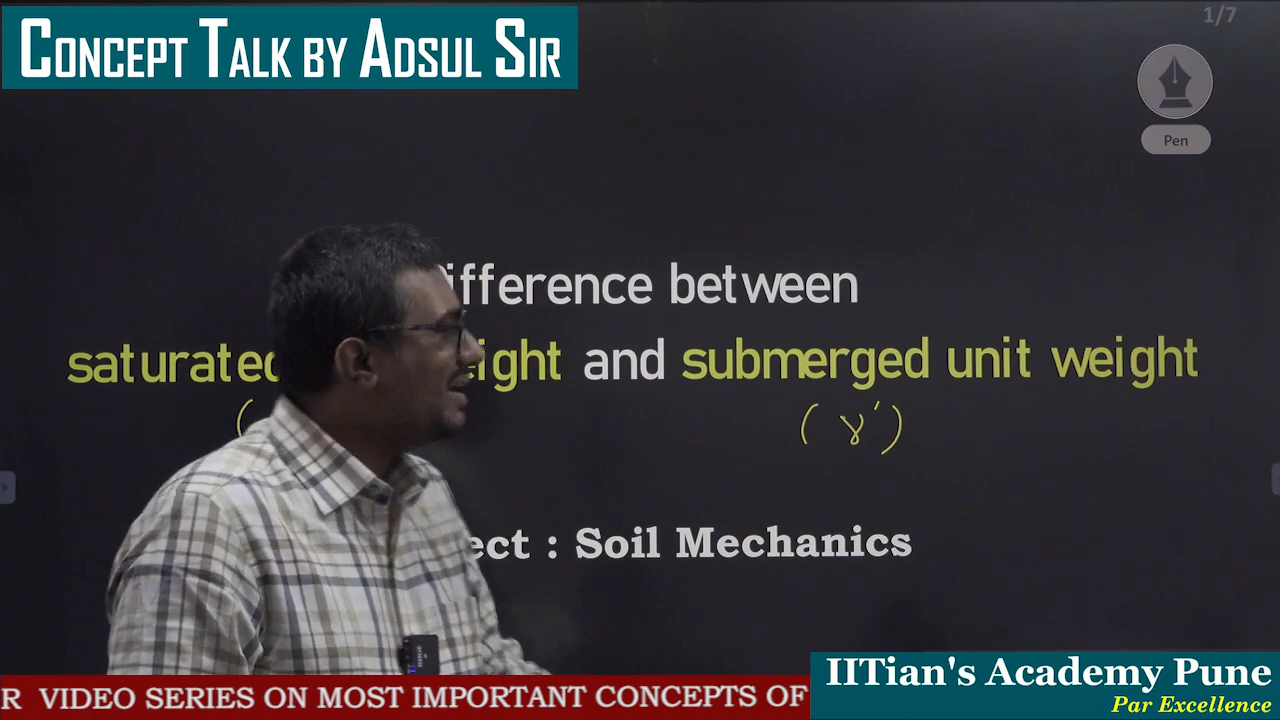 CONCEPT TALK BY ADSUL SIR
1/7
Pen
ifference between
saturated ight and submerged unit weight
( γ′ )
ect : Soil Mechanics
R VIDEO SERIES ON MOST IMPORTANT CONCEPTS OF
IITian's Academy Pune
Par Excellence